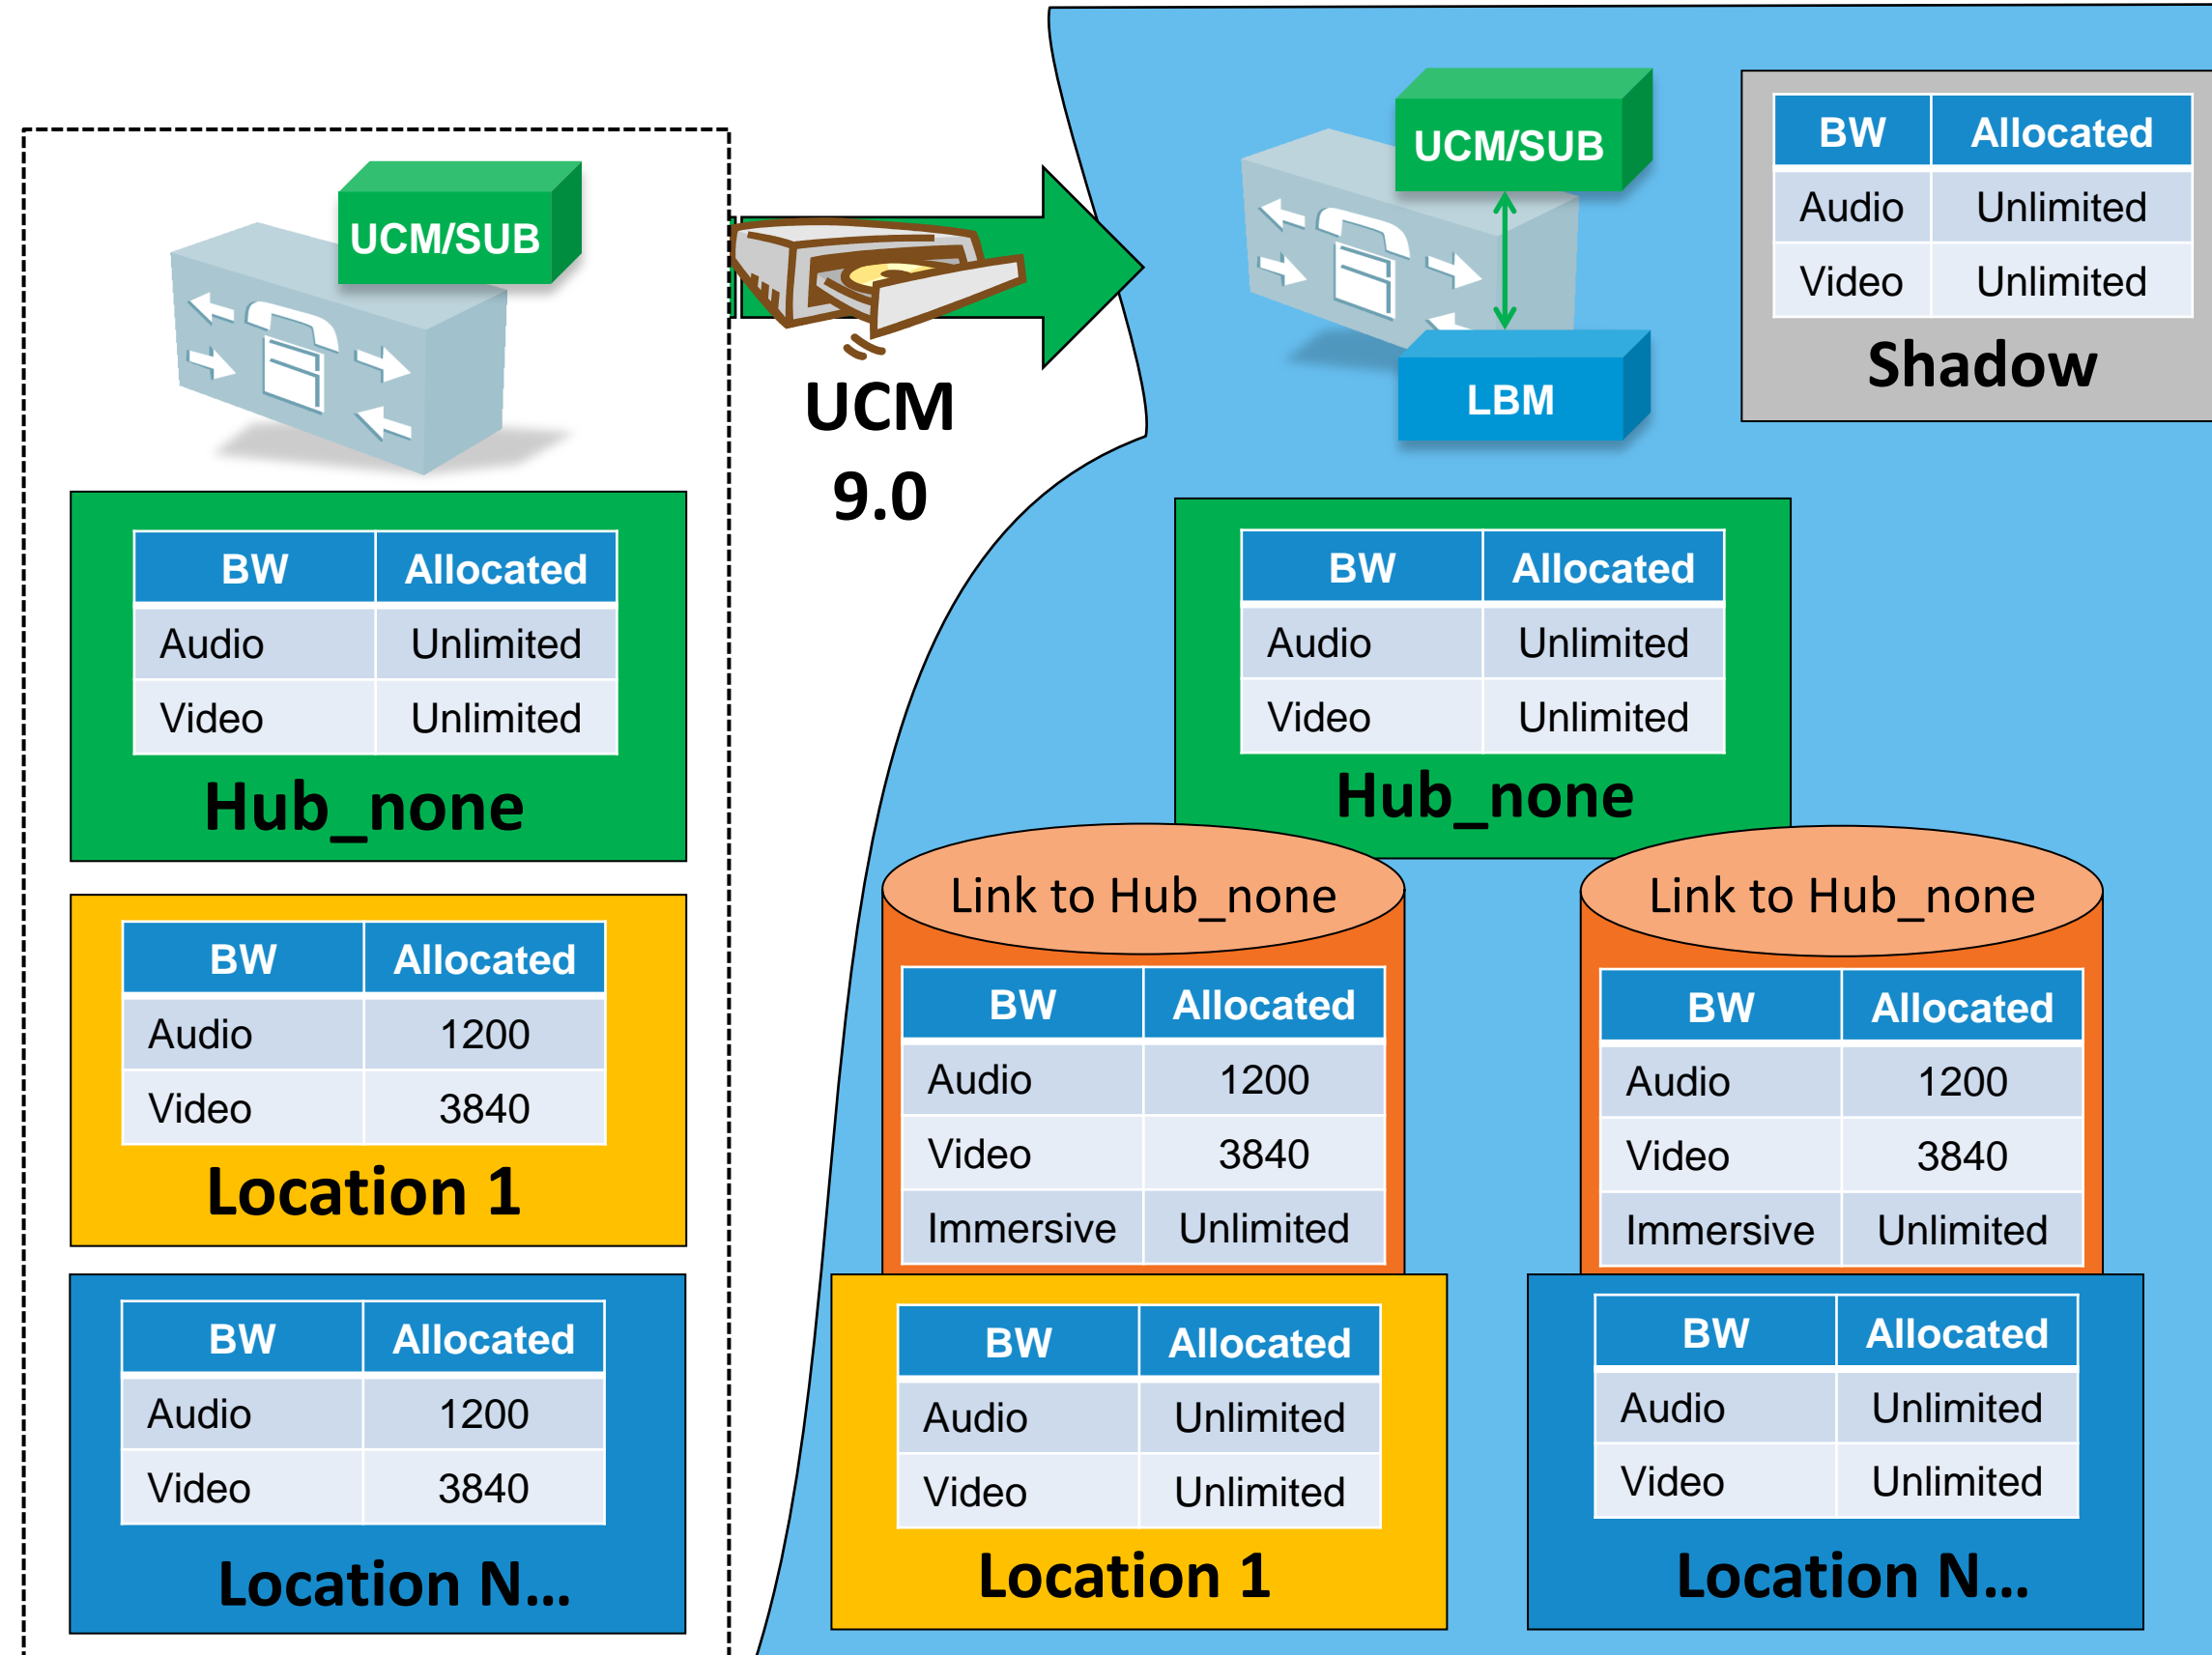 UCM/SUB
BW Allocated
Audio Unlimited
Video Unlimited
Hub_none
BW Allocated
Audio 1200
Video 3840
Location 1
BW Allocated
Audio 1200
Video 3840
Location N...
UCM
9.0
UCM/SUB
LBM
BW Allocated
Audio Unlimited
Video Unlimited
Shadow
BW Allocated
Audio Unlimited
Video Unlimited
Hub_none
Link to Hub_none
BW Allocated
Audio 1200
Video 3840
Immersive Unlimited
BW Allocated
Audio Unlimited
Video Unlimited
Location 1
Link to Hub_none
BW Allocated
Audio 1200
Video 3840
Immersive Unlimited
BW Allocated
Audio Unlimited
Video Unlimited
Location N...